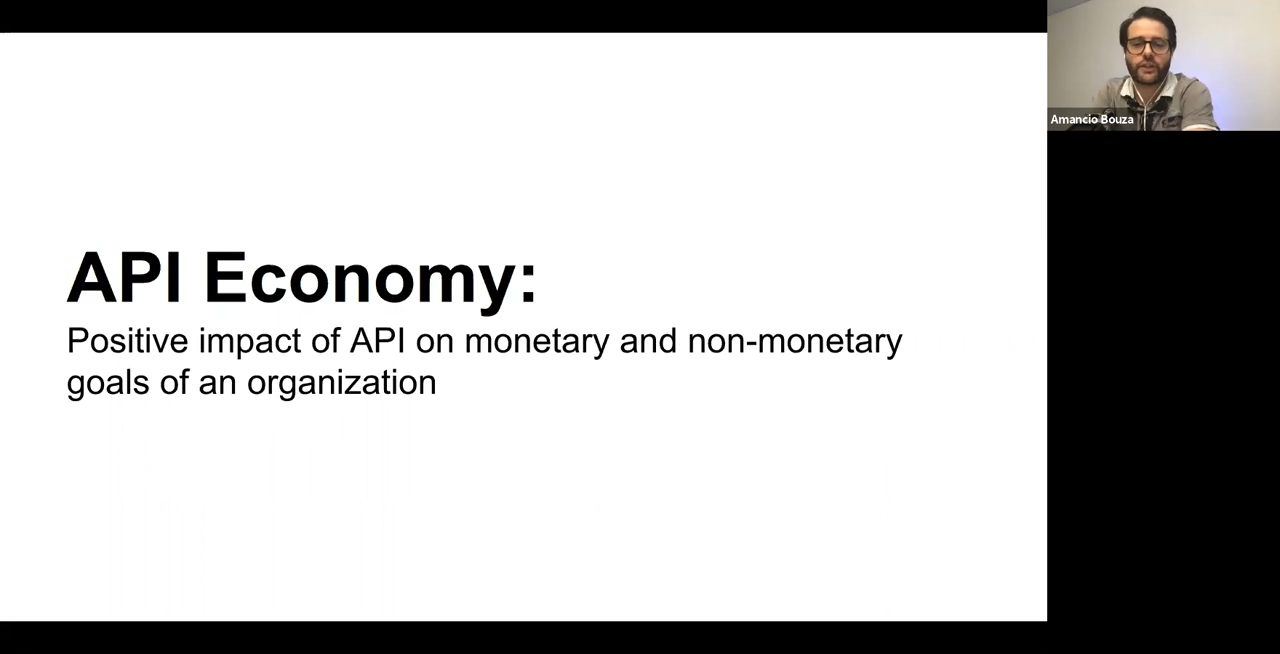 API Economy:
Positive impact of API on monetary and non-monetary
goals of an organization
Amancio Bouza